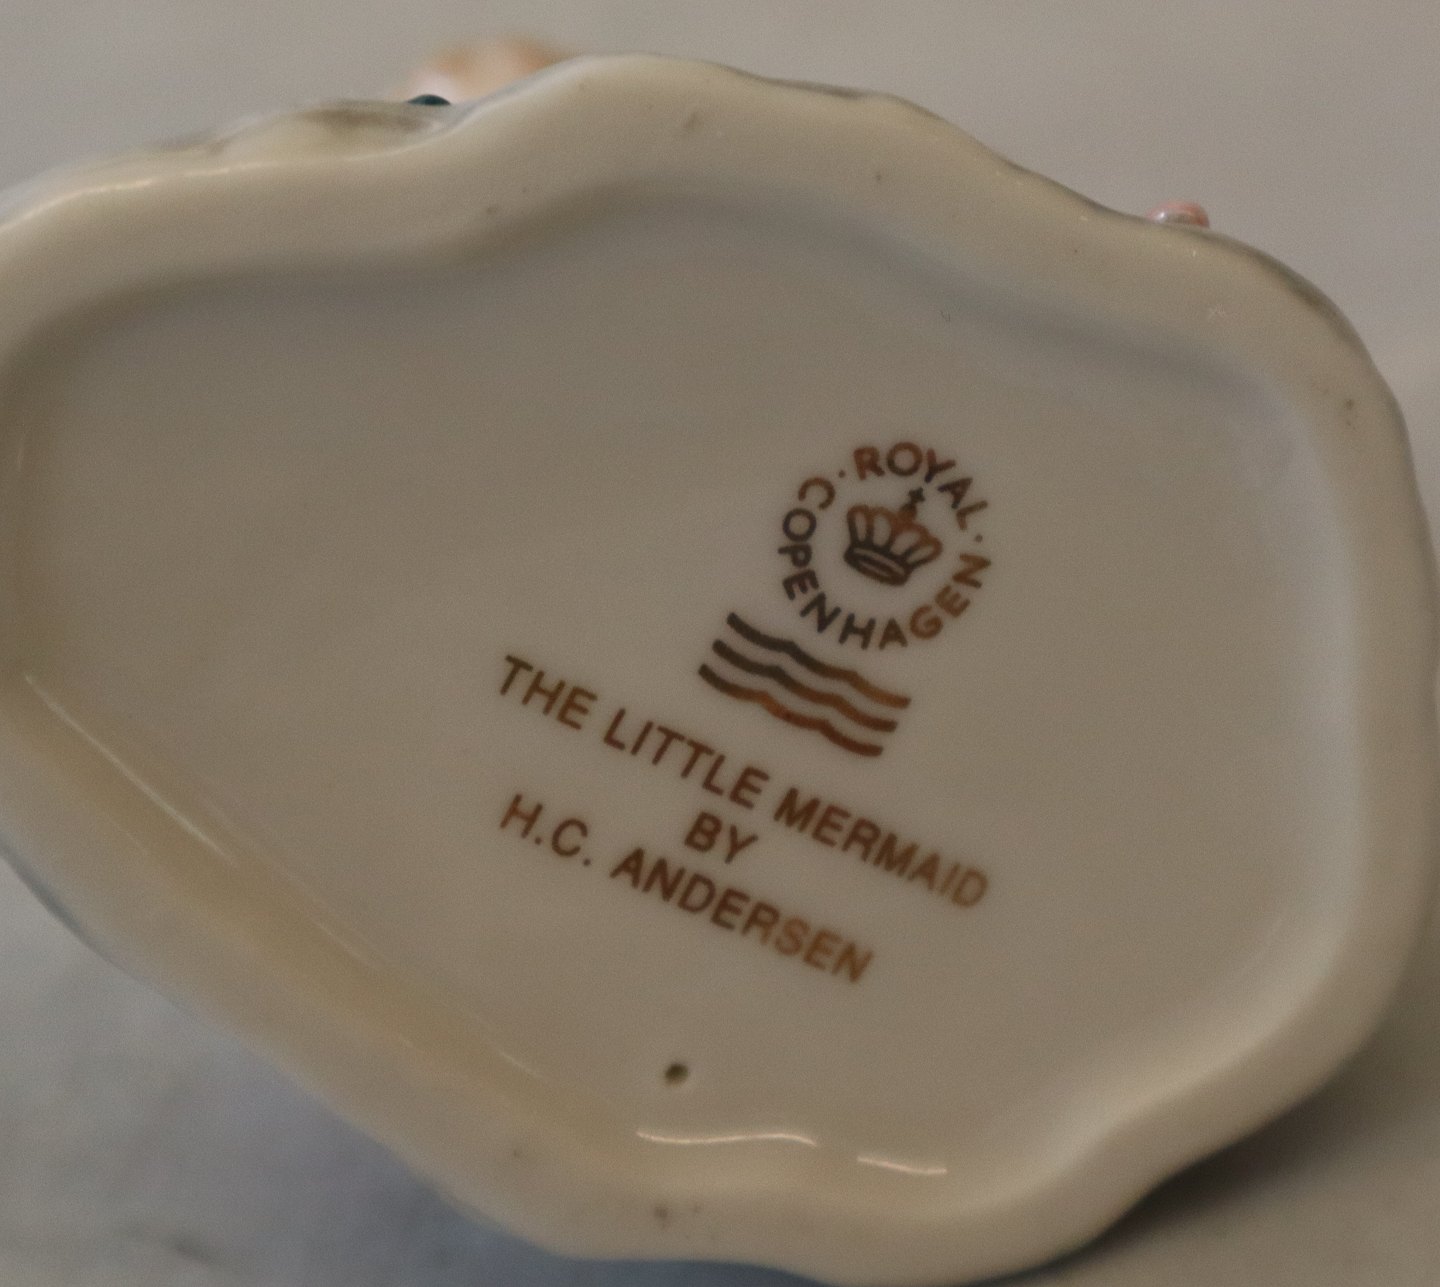 ROYAL · COPENHAGEN ·
THE LITTLE MERMAID
BY
H.C. ANDERSEN